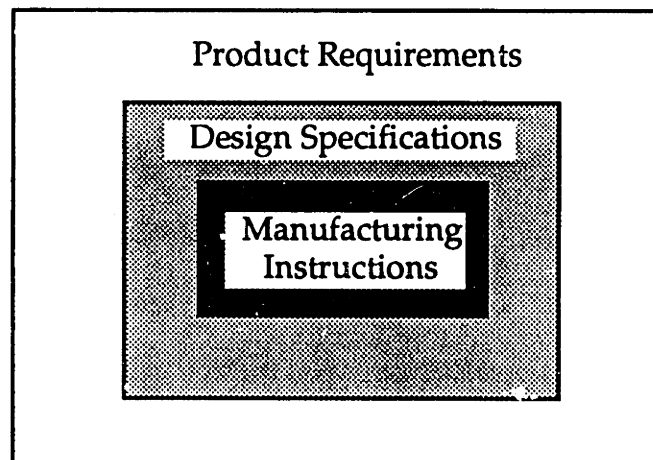 Product Requirements
Design Specifications
Manufacturing
Instructions